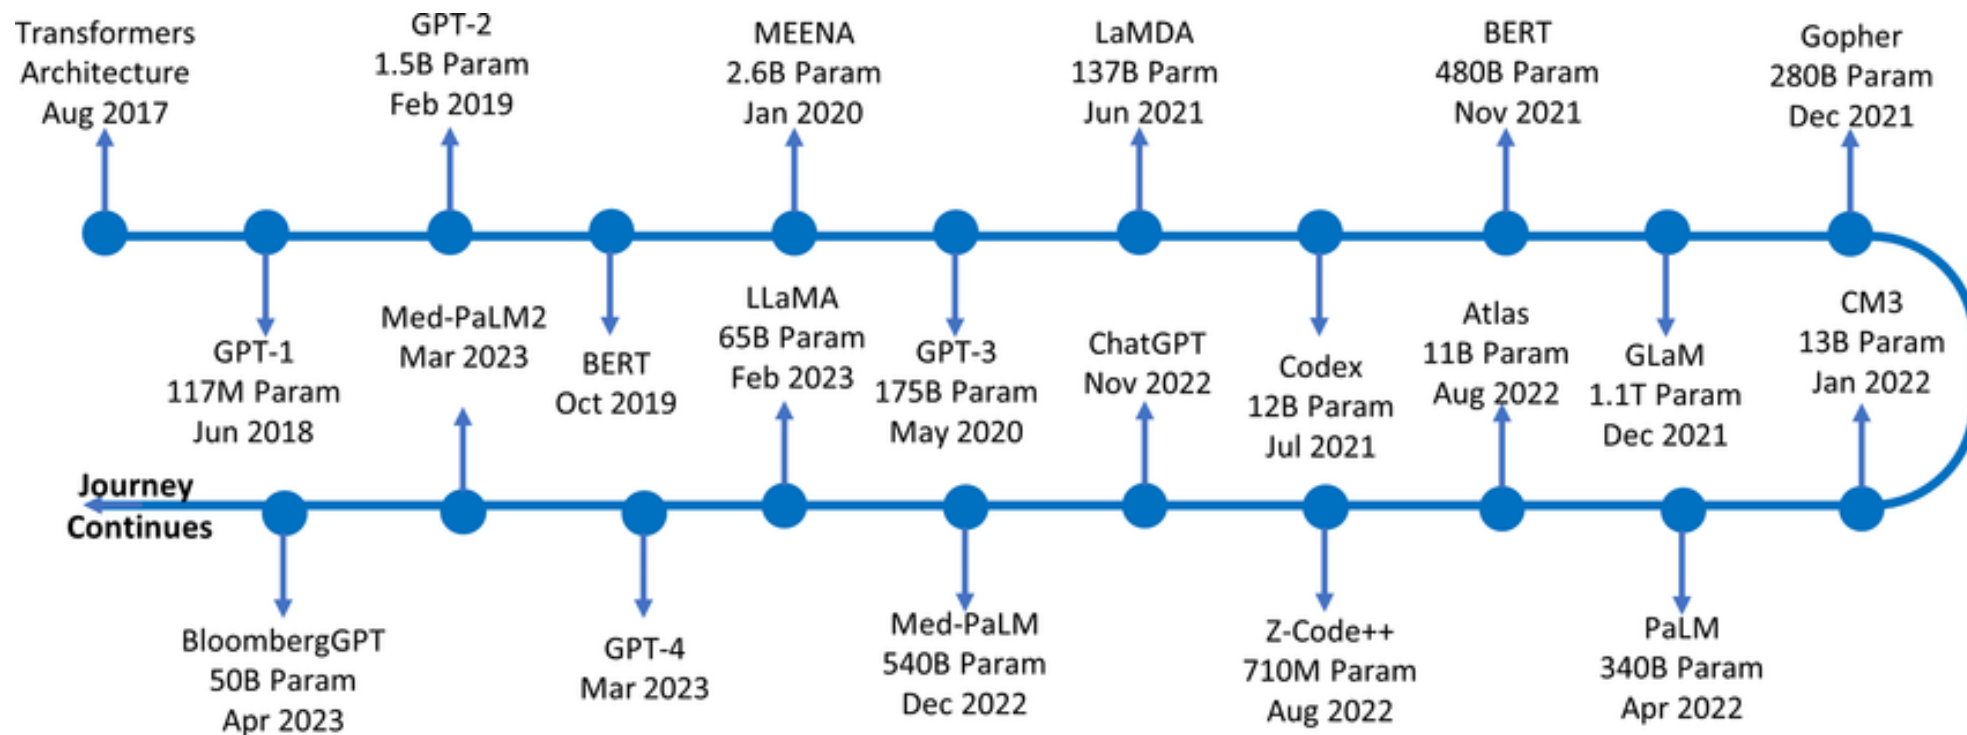 Transformers
Architecture
Aug 2017
GPT-1
117M Param
Jun 2018
GPT-2
1.5B Param
Feb 2019
BERT
Oct 2019
MEENA
2.6B Param
Jan 2020
GPT-3
175B Param
May 2020
LaMDA
137B Parm
Jun 2021
Codex
12B Param
Jul 2021
BERT
480B Param
Nov 2021
GLaM
1.1T Param
Dec 2021
Gopher
280B Param
Dec 2021
CM3
13B Param
Jan 2022
PaLM
340B Param
Apr 2022
Atlas
11B Param
Aug 2022
Z-Code++
710M Param
Aug 2022
ChatGPT
Nov 2022
Med-PaLM
540B Param
Dec 2022
LLaMA
65B Param
Feb 2023
GPT-4
Mar 2023
Med-PaLM2
Mar 2023
BloombergGPT
50B Param
Apr 2023
Journey
Continues